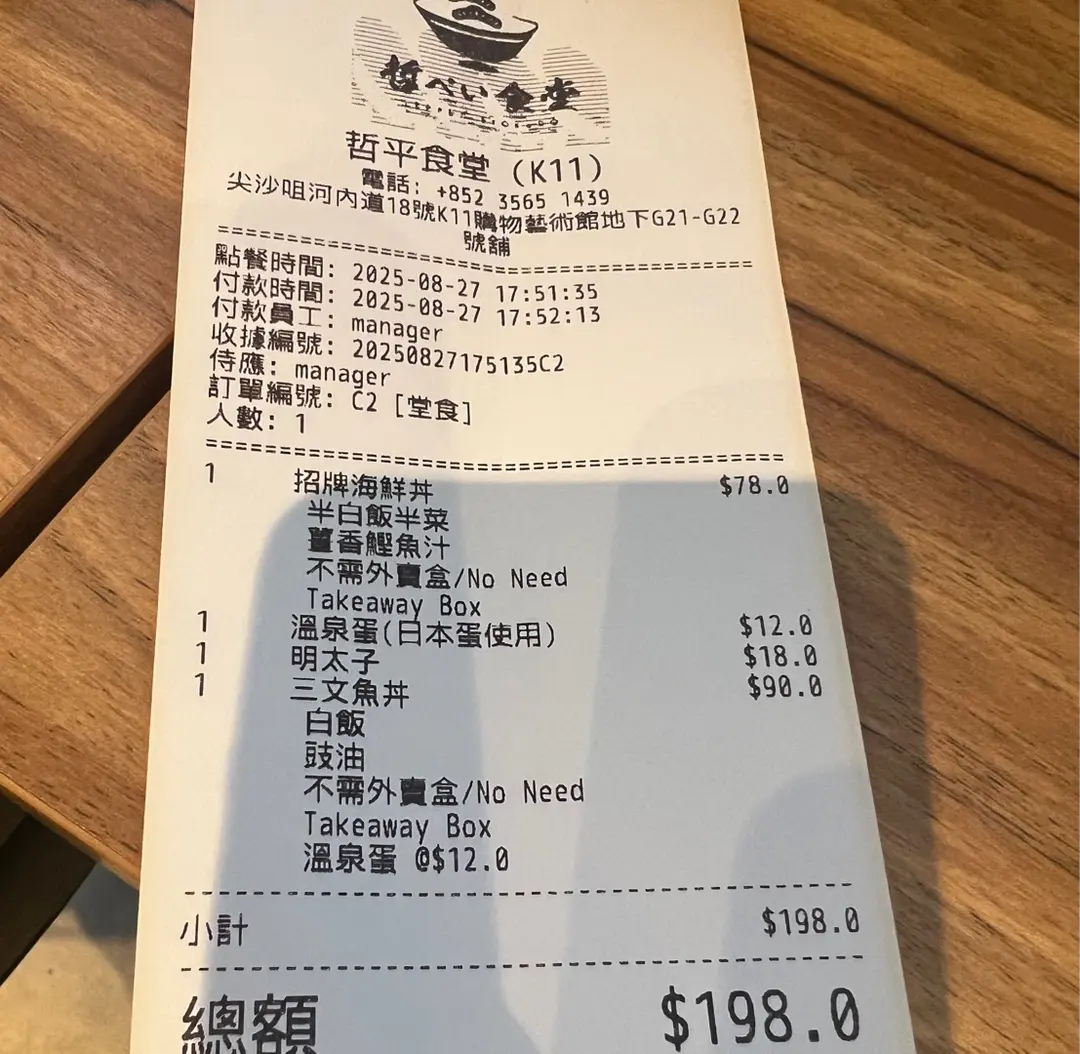 哲ぺい食堂
哲平食堂 (K11)
電話: +852 3565 1439
尖沙咀河內道18號K11購物藝術館地下G21-G22
號舖
點餐時間: 2025-08-27 17:51:35
付款時間: 2025-08-27 17:52:13
付款員工: manager
收據編號: 20250827175135C2
侍應: manager
訂單編號: C2 [堂食]
人數: 1
1 招牌海鮮丼 $78.0
半白飯半菜
薑香鰹魚汁
不需外賣盒/No Need
Takeaway Box
1 溫泉蛋(日本蛋使用) $12.0
1 明太子 $18.0
1 三文魚丼 $90.0
白飯
豉油
不需外賣盒/No Need
Takeaway Box
溫泉蛋 @$12.0
小計 $198.0
總額 $198.0